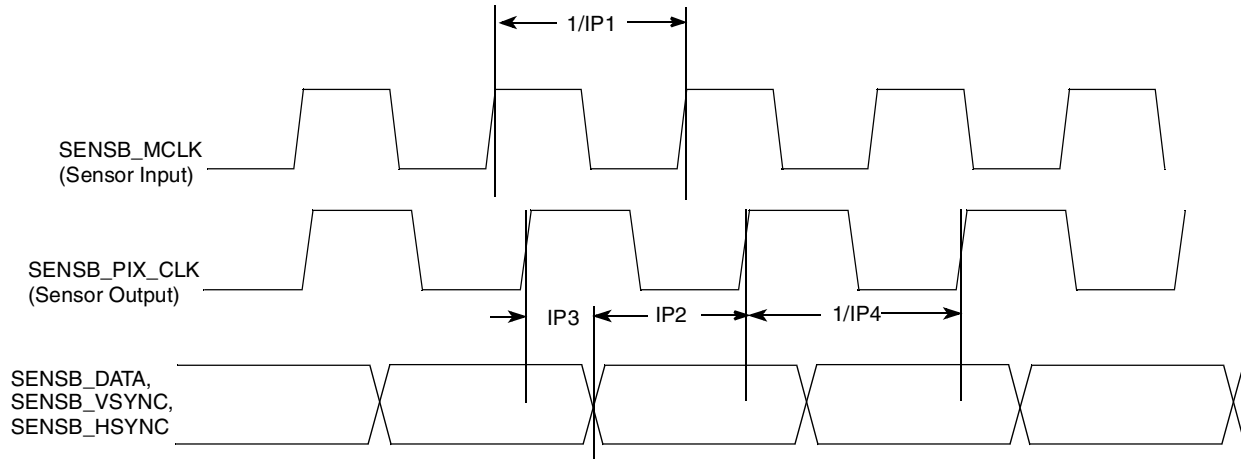 1/IP1
SENSB_MCLK
(Sensor Input)
SENSB_PIX_CLK
(Sensor Output)
IP3
IP2
1/IP4
SENSB_DATA,
SENSB_VSYNC,
SENSB_HSYNC